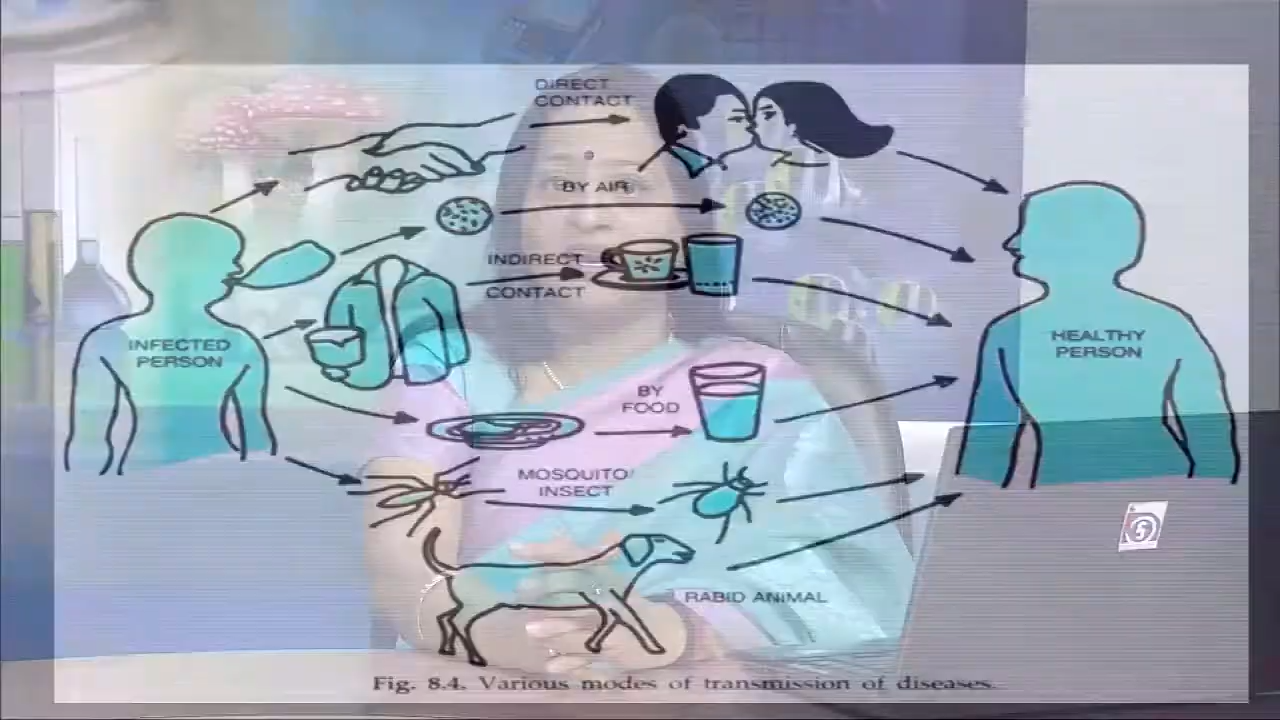 DIRECT
CONTACT
BY AIR
INDIRECT
CONTACT
INFECTED
PERSON
HEALTHY
PERSON
BY
FOOD
MOSQUITO/
INSECT
RABID ANIMAL
Fig. 8.4. Various modes of transmission of diseases.